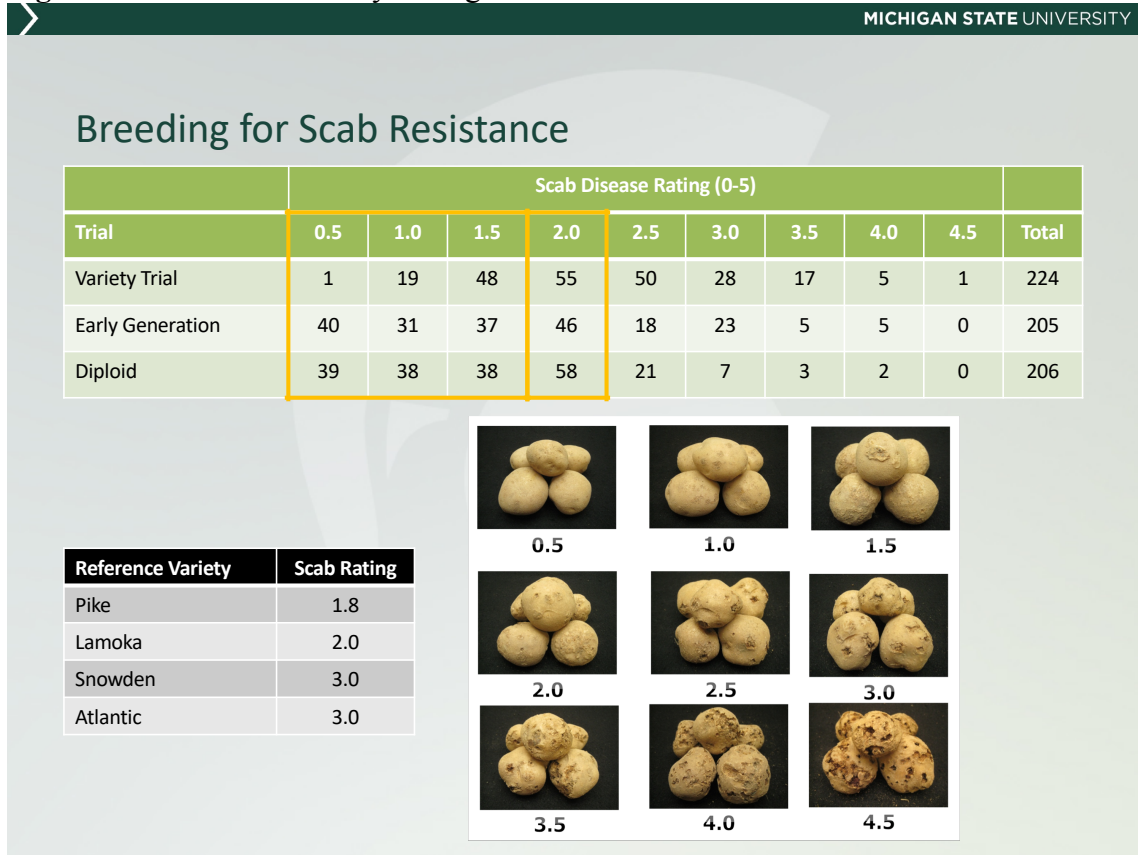 MICHIGAN STATE UNIVERSITY
Breeding for Scab Resistance
Scab Disease Rating (0-5)
Trial 0.5 1.0 1.5 2.0 2.5 3.0 3.5 4.0 4.5 Total
Variety Trial 1 19 48 55 50 28 17 5 1 224
Early Generation 40 31 37 46 18 23 5 5 0 205
Diploid 39 38 38 58 21 7 3 2 0 206
Reference Variety Scab Rating
Pike 1.8
Lamoka 2.0
Snowden 3.0
Atlantic 3.0
0.5 1.0 1.5
2.0 2.5 3.0
3.5 4.0 4.5